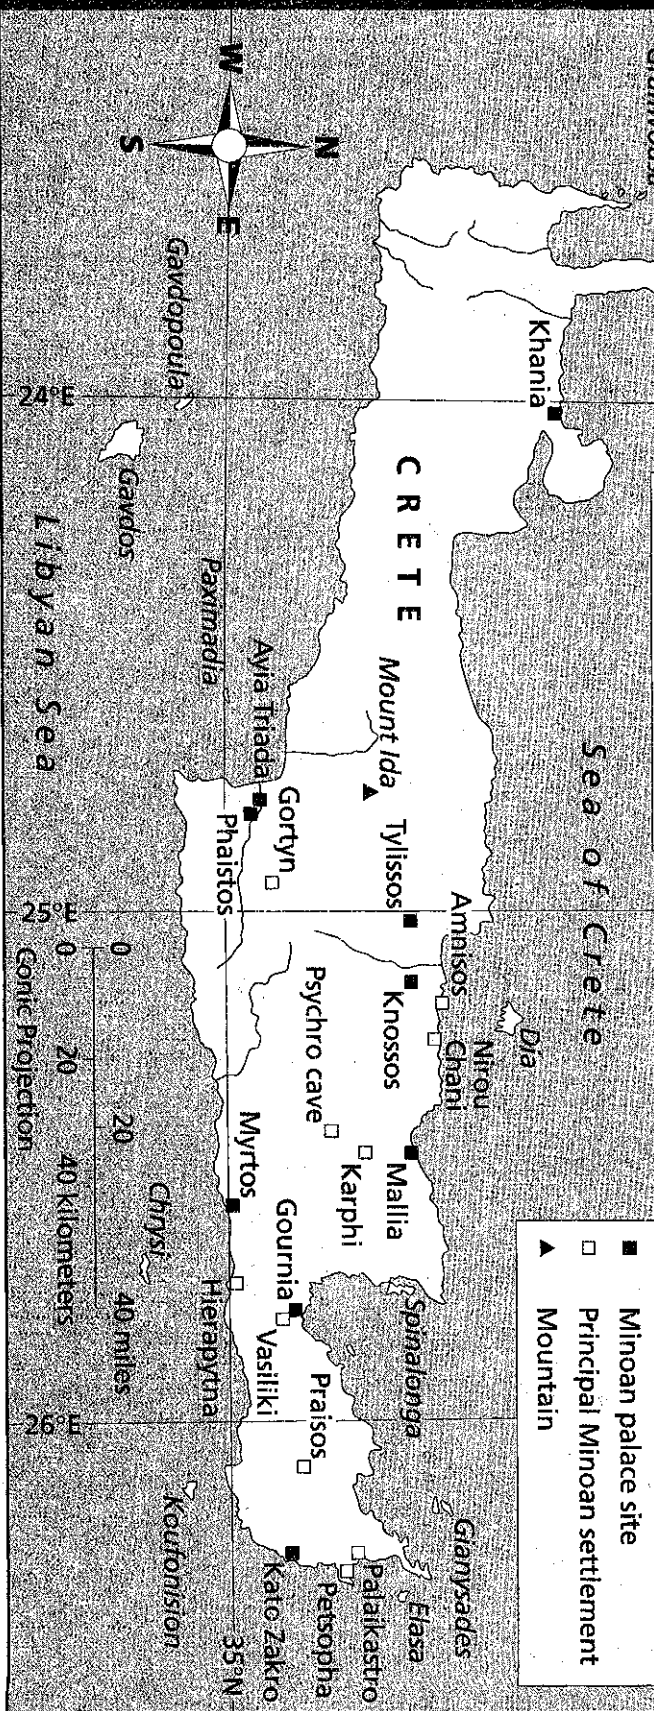 Minoan palace site
Principal Minoan settlement
Mountain
Sea of Crete
Khania
Dia
Nirou
Chani
Amnisos
CRETE
Mount Ida
Tylissos
Knossos
Mallia
Karphi
Psychro cave
Spinalonga
Gianysades
Elasa
Palaikastro
Petsopha
Kato Zakro
Praisos
Gournia
Vasiliki
Hierapytna
Myrtos
Gortyn
Ayia Triada
Phaistos
35°N
N
W
E
S
Gavdopoula
Gavdos
Paximada
Libyan Sea
Chrysi
Koufonision
24°E
25°E
26°E
0 20 40 miles
0 20 40 kilometers
Conic Projection